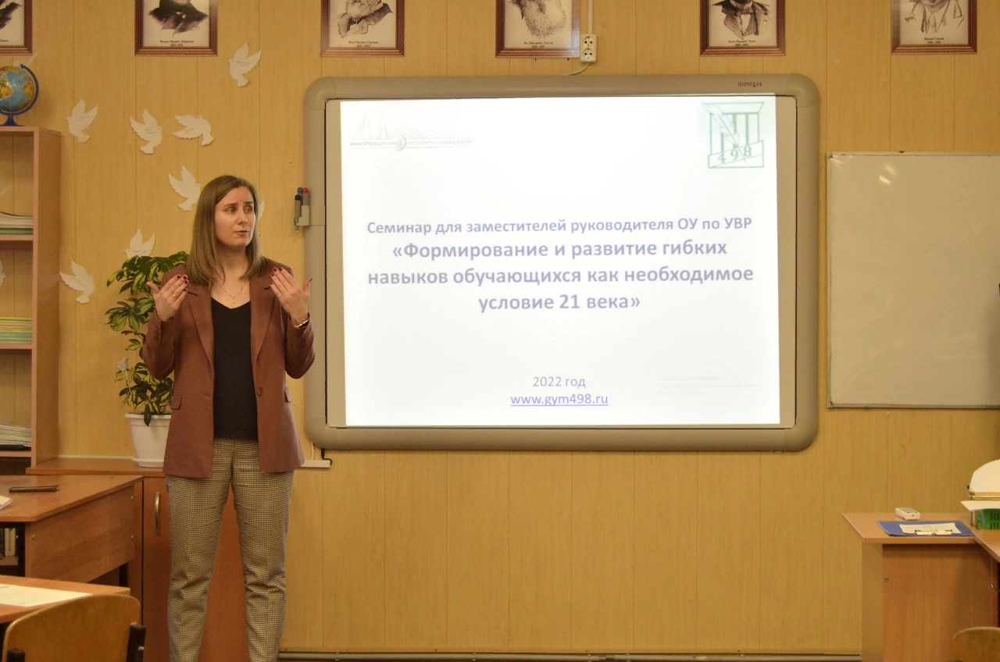 498
Семинар для заместителей руководителя ОУ по УВР
«Формирование и развитие гибких
навыков обучающихся как необходимое
условие 21 века»
2022 год
www.gym498.ru